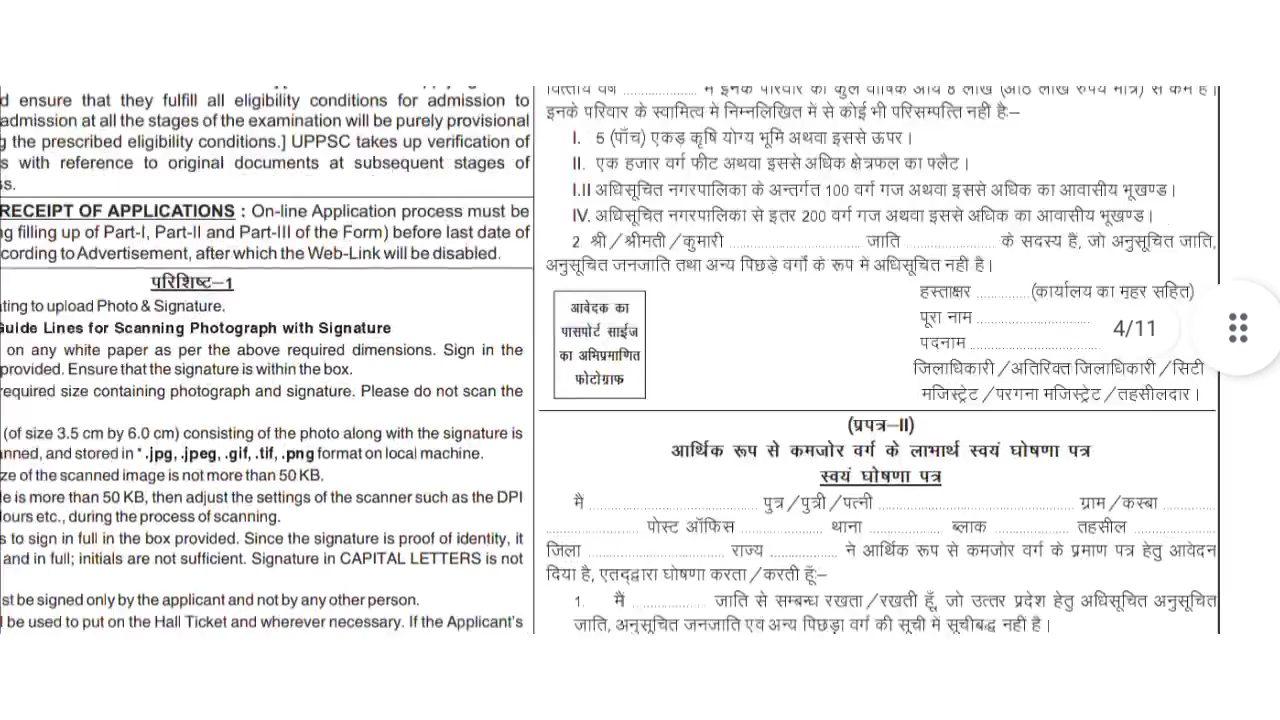 d ensure that they fulfill all eligibility conditions for admission to
admission at all the stages of the examination will be purely provisional
g the prescribed eligibility conditions.] UPPSC takes up verification of
s with reference to original documents at subsequent stages of
ss.
RECEIPT OF APPLICATIONS : On-line Application process must be
ng filling up of Part-I, Part-II and Part-III of the Form) before last date of
ccording to Advertisement, after which the Web-Link will be disabled.
परिशिष्ट-1
ting to upload Photo & Signature.
Guide Lines for Scanning Photograph with Signature
on any white paper as per the above required dimensions. Sign in the
provided. Ensure that the signature is within the box.
required size containing photograph and signature. Please do not scan the
(of size 3.5 cm by 6.0 cm) consisting of the photo along with the signature is
nned, and stored in * .jpg, .jpeg, .gif, .tif, .png format on local machine.
ze of the scanned image is not more than 50 KB.
le is more than 50 KB, then adjust the settings of the scanner such as the DPI
lours etc., during the process of scanning.
s to sign in full in the box provided. Since the signature is proof of identity, it
and in full; initials are not sufficient. Signature in CAPITAL LETTERS is not
st be signed only by the applicant and not by any other person.
l be used to put on the Hall Ticket and wherever necessary. If the Applicant's
वित्तीय वर्ष .................. में इनके परिवार की कुल वार्षिक आय 8 लाख (आठ लाख रुपये मात्र) से कम है।
इनके परिवार के स्वामित्व में निम्नलिखित में से कोई भी परिसम्पत्ति नहीं है:–
I. 5 (पाँच) एकड़ कृषि योग्य भूमि अथवा इससे ऊपर।
II. एक हजार वर्ग फीट अथवा इससे अधिक क्षेत्रफल का फ्लैट।
I.II अधिसूचित नगरपालिका के अन्तर्गत 100 वर्ग गज अथवा इससे अधिक का आवासीय भूखण्ड।
IV. अधिसूचित नगरपालिका से इतर 200 वर्ग गज अथवा इससे अधिक का आवासीय भूखण्ड।
2 श्री/श्रीमती/कुमारी .................................. जाति ....................... के सदस्य हैं, जो अनुसूचित जाति,
अनुसूचित जनजाति तथा अन्य पिछड़े वर्गों के रूप में अधिसूचित नहीं है।
आवेदक का
पासपोर्ट साईज
का अभिप्रमाणित
फोटोग्राफ
हस्ताक्षर ..............(कार्यालय का मुहर सहित)
पूरा नाम ..............................
पदनाम ..................................
जिलाधिकारी/अतिरिक्त जिलाधिकारी/सिटी
मजिस्ट्रेट/परगना मजिस्ट्रेट/तहसीलदार।
4/11
(प्रपत्र–II)
आर्थिक रूप से कमजोर वर्ग के लाभार्थ स्वयं घोषणा पत्र
स्वयं घोषणा पत्र
मैं ........................................... पुत्र/पुत्री/पत्नी .................................................. ग्राम/कस्बा ..............
....................... पोस्ट ऑफिस ...................... थाना .............. ब्लाक .................. तहसील ......................
जिला ................................... राज्य ................. ने आर्थिक रूप से कमजोर वर्ग के प्रमाण पत्र हेतु आवेदन
दिया है, एतद्द्वारा घोषणा करता/करती हूँ:–
1. मैं ................... जाति से सम्बन्ध रखता/रखती हूँ, जो उत्तर प्रदेश हेतु अधिसूचित अनुसूचित
जाति, अनुसूचित जनजाति एवं अन्य पिछड़ा वर्ग की सूची में सूचीबद्ध नहीं है।